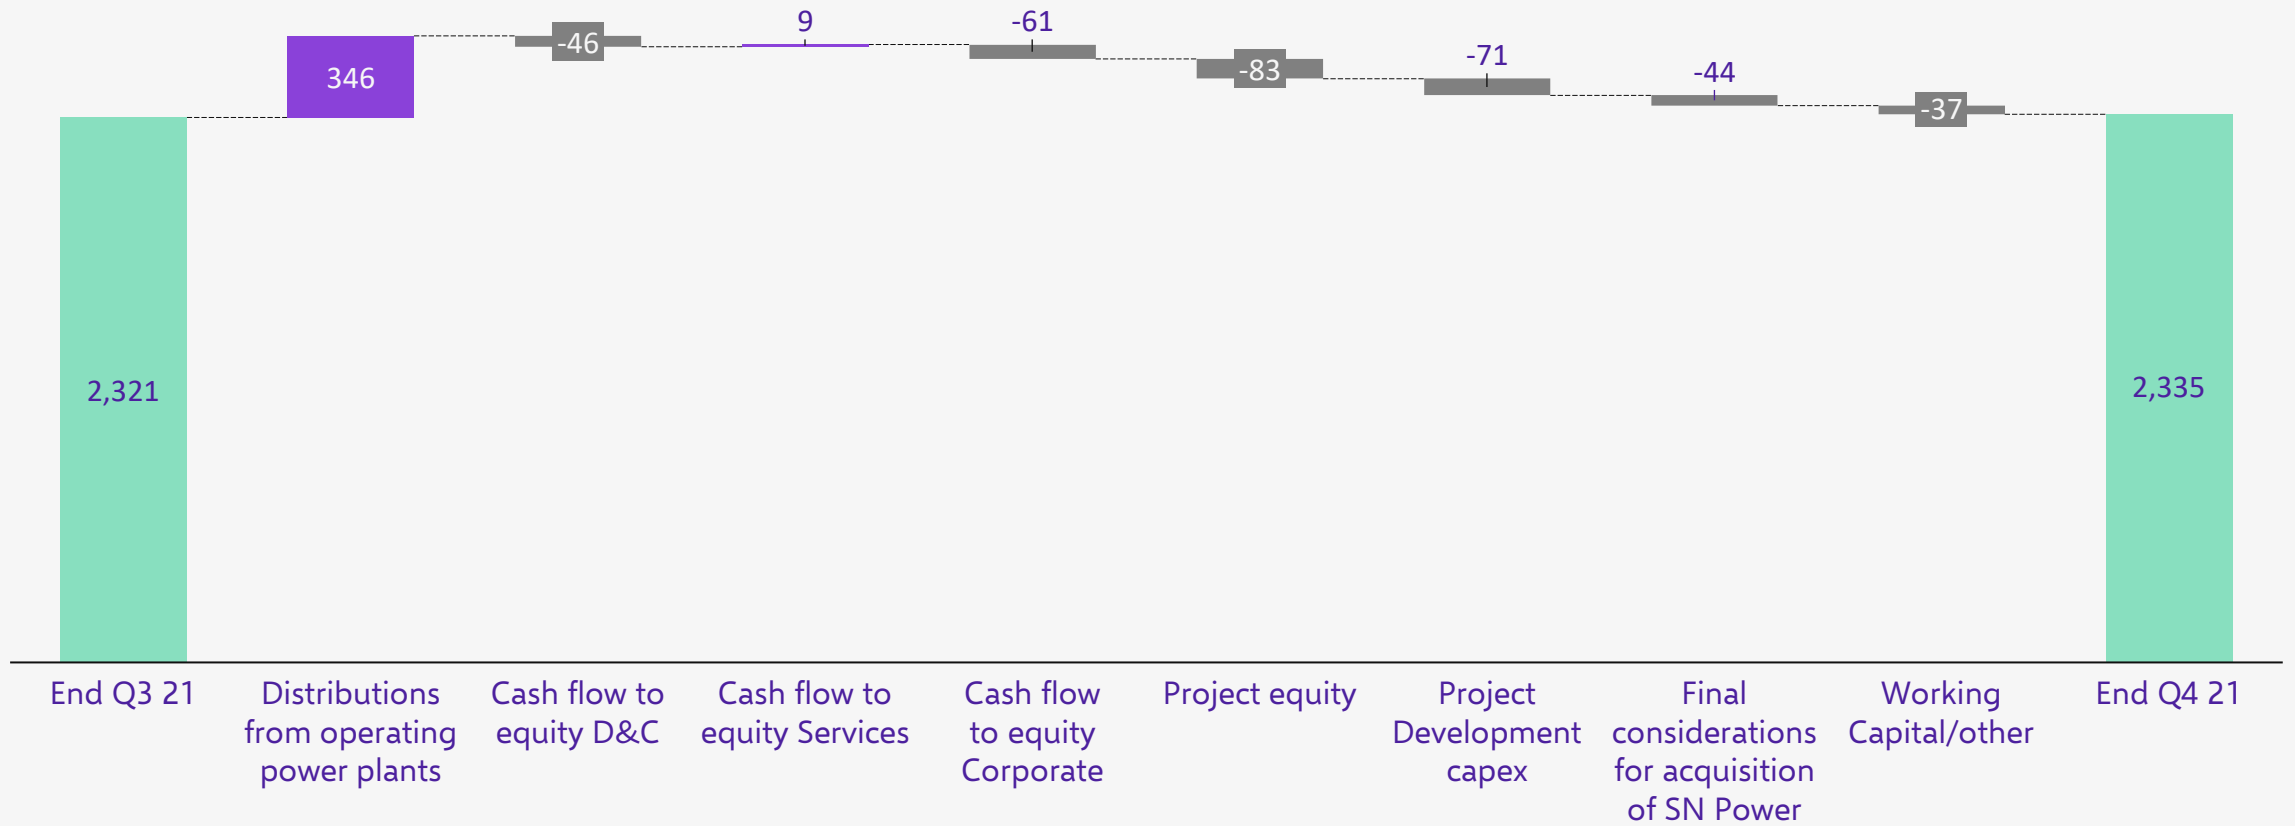 9
-61
-46
346
-83
-71
-44
-37
2,321
2,335
End Q3 21
Distributions
from operating
power plants
Cash flow to
equity D&C
Cash flow to
equity Services
Cash flow
to equity
Corporate
Project equity
Project
Development
capex
Final
considerations
for acquisition
of SN Power
Working
Capital/other
End Q4 21